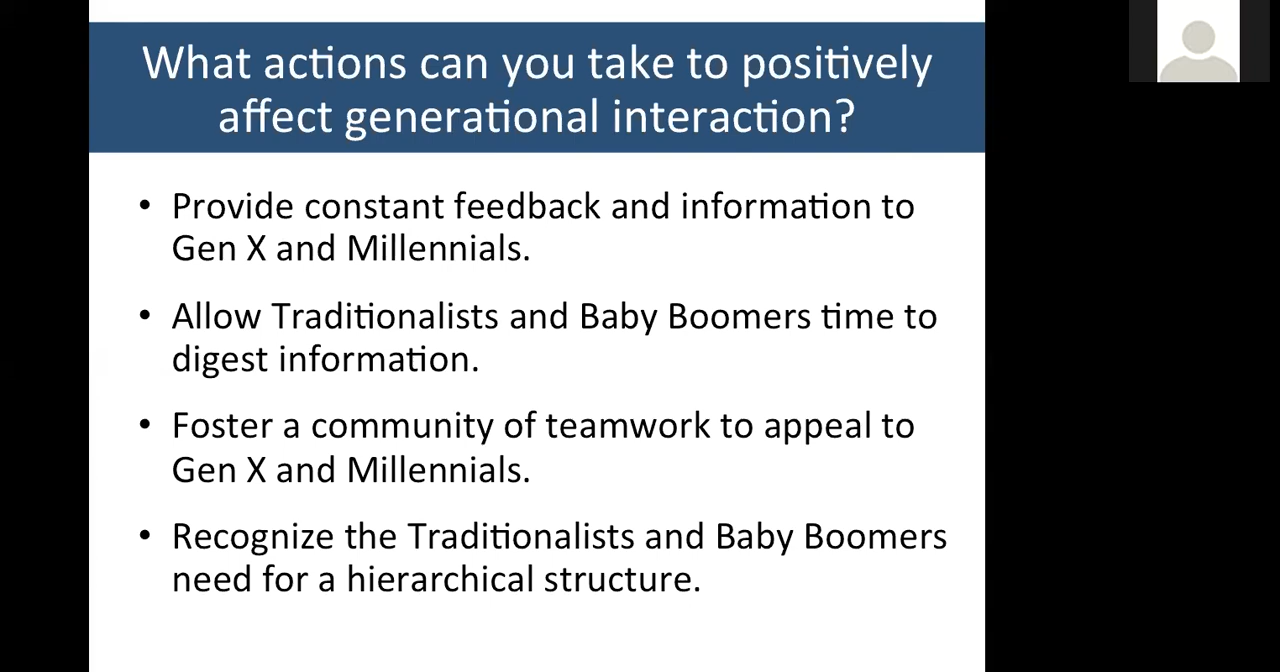 What actions can you take to positively
affect generational interaction?
• Provide constant feedback and information to
Gen X and Millennials.
• Allow Traditionalists and Baby Boomers time to
digest information.
• Foster a community of teamwork to appeal to
Gen X and Millennials.
• Recognize the Traditionalists and Baby Boomers
need for a hierarchical structure.